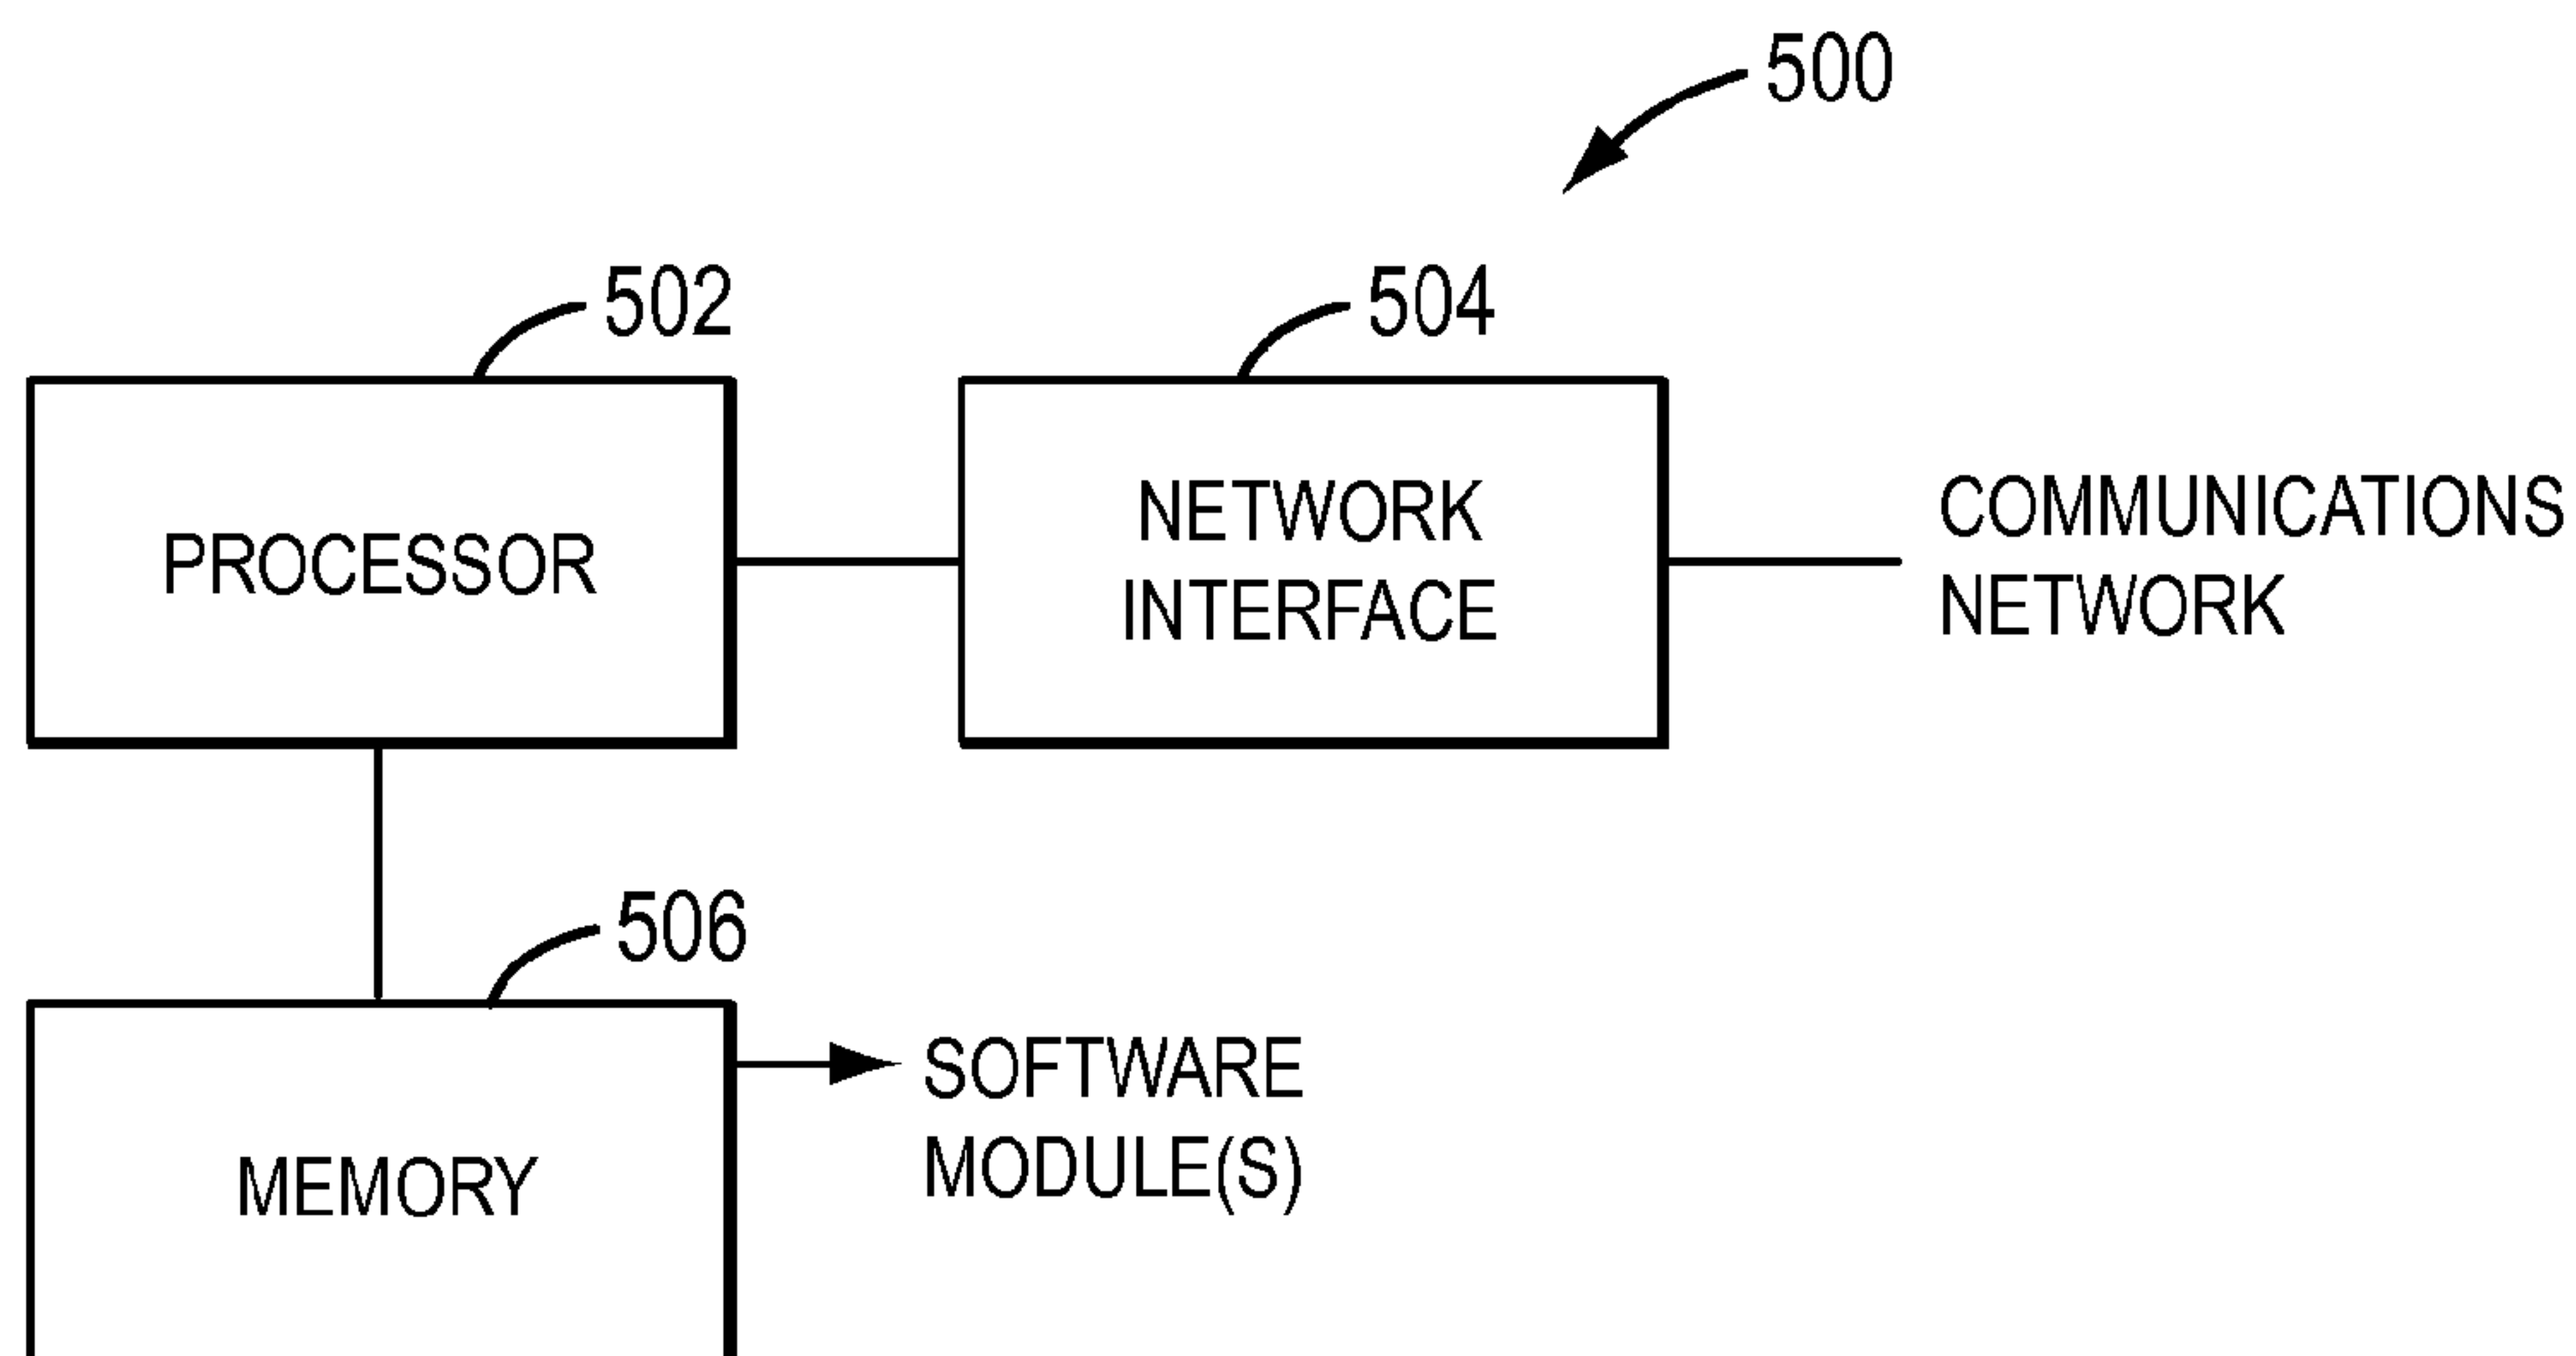 500
502
504
PROCESSOR
NETWORK
INTERFACE
COMMUNICATIONS
NETWORK
506
MEMORY
SOFTWARE
MODULE(S)